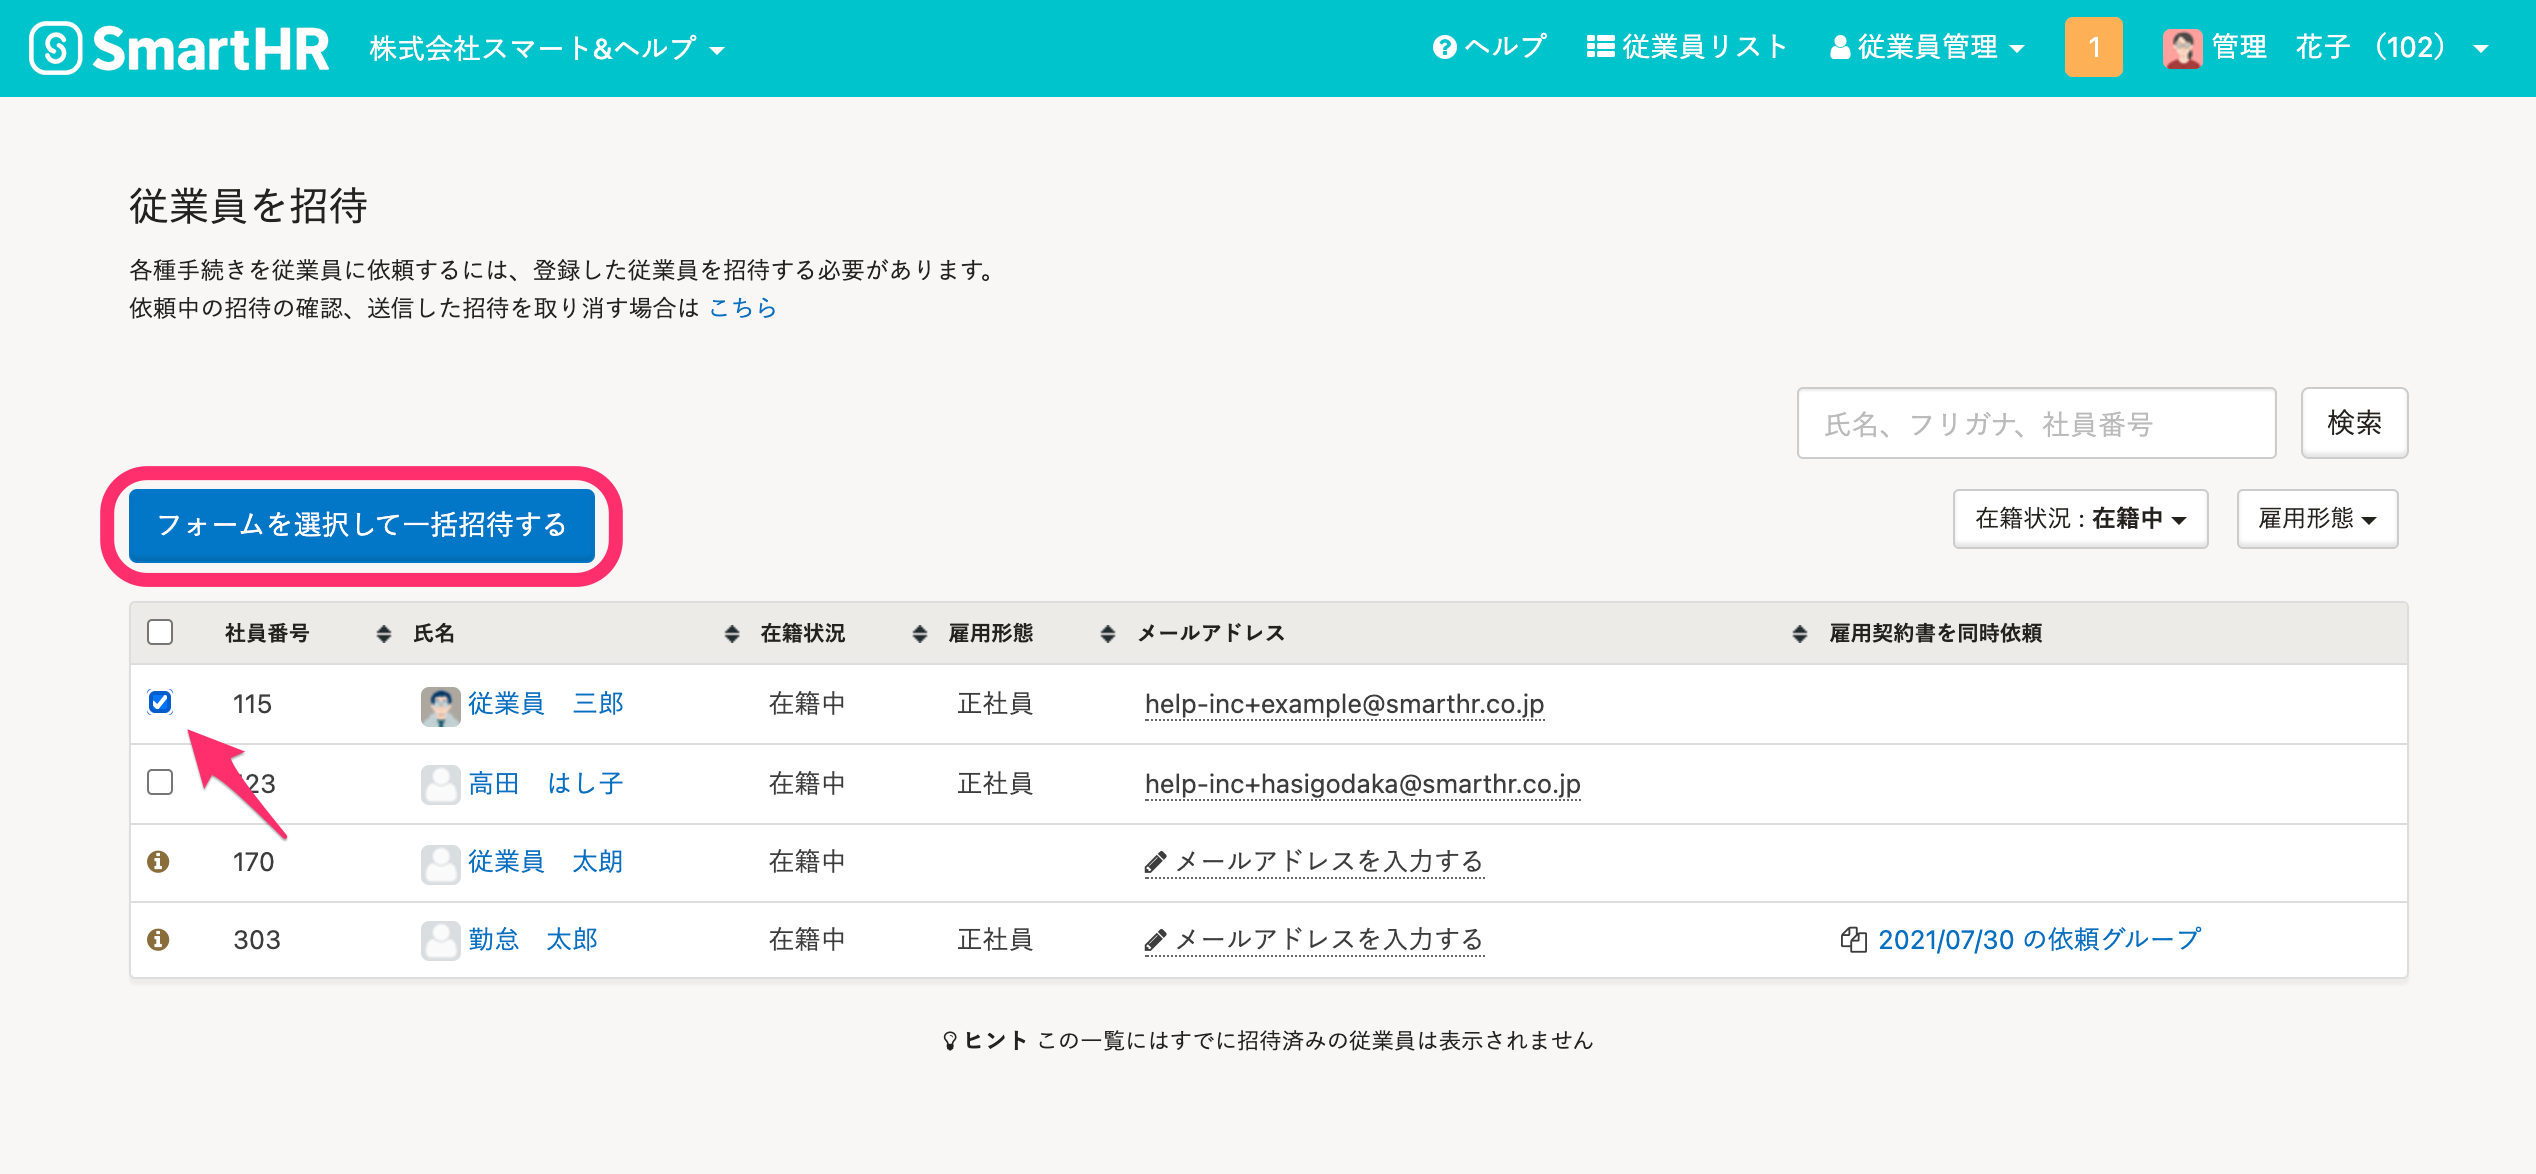 SmartHR 株式会社スマート&ヘルプ ヘルプ 従業員リスト 従業員管理 1 管理 花子 （102）
従業員を招待
各種手続きを従業員に依頼するには、登録した従業員を招待する必要があります。
依頼中の招待の確認、送信した招待を取り消す場合は こちら
氏名、フリガナ、社員番号 検索
フォームを選択して一括招待する 在籍状況 : 在籍中 雇用形態
社員番号 氏名 在籍状況 雇用形態 メールアドレス 雇用契約書を同時依頼
115 従業員 三郎 在籍中 正社員 help-inc+example@smarthr.co.jp
23 高田 はし子 在籍中 正社員 help-inc+hasigodaka@smarthr.co.jp
170 従業員 太朗 在籍中 メールアドレスを入力する
303 勤怠 太郎 在籍中 正社員 メールアドレスを入力する 2021/07/30 の依頼グループ
ヒント この一覧にはすでに招待済みの従業員は表示されません